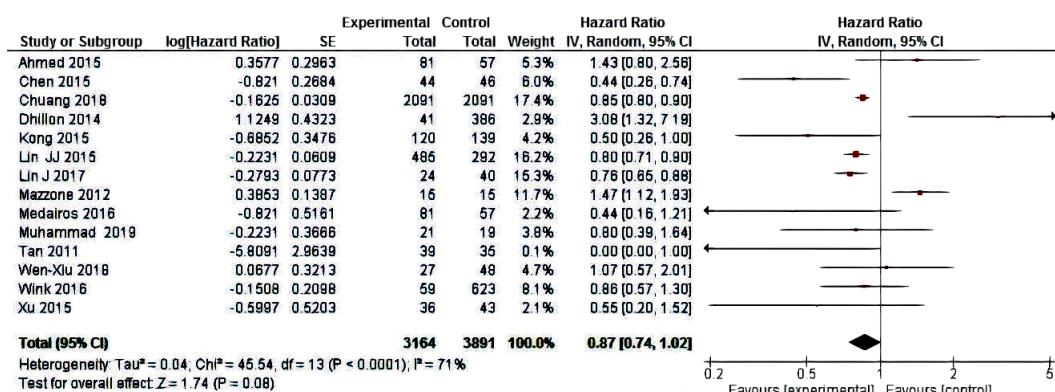 Experimental Control Hazard Ratio Hazard Ratio
Study or Subgroup log[Hazard Ratio] SE Total Total Weight IV, Random, 95% CI IV, Random, 95% CI
Ahmed 2015 0.3577 0.2963 81 57 5.3% 1.43 [0.80, 2.56]
Chen 2015 -0.821 0.2684 44 46 6.0% 0.44 [0.26, 0.74]
Chuang 2018 -0.1625 0.0309 2091 2091 17.4% 0.85 [0.80, 0.90]
Dhillon 2014 1.1249 0.4323 41 386 2.9% 3.08 [1.32, 7.19]
Kong 2015 -0.6852 0.3476 120 139 4.2% 0.50 [0.26, 1.00]
Lin JJ 2015 -0.2231 0.0609 485 292 16.2% 0.80 [0.71, 0.90]
Lin J 2017 -0.2793 0.0773 24 40 15.3% 0.76 [0.65, 0.88]
Mazzone 2012 0.3853 0.1387 15 15 11.7% 1.47 [1.12, 1.93]
Medairos 2016 -0.821 0.5161 81 57 2.2% 0.44 [0.16, 1.21]
Muhammad 2019 -0.2231 0.3666 21 19 3.8% 0.80 [0.39, 1.64]
Tan 2011 -5.8091 2.9639 39 35 0.1% 0.00 [0.00, 1.00]
Wen-Xiu 2018 0.0677 0.3213 27 48 4.7% 1.07 [0.57, 2.01]
Wink 2016 -0.1508 0.2098 59 623 8.1% 0.86 [0.57, 1.30]
Xu 2015 -0.5997 0.5203 36 43 2.2% 0.55 [0.20, 1.52]
Total (95% CI) 3164 3891 100.0% 0.87 [0.74, 1.02]
Heterogeneity: Tau² = 0.04; Chi² = 45.54, df = 13 (P < 0.0001); I² = 71%
Test for overall effect: Z = 1.74 (P = 0.08)
0.2 0.5 1 2 5
Favours [experimental] Favours [control]